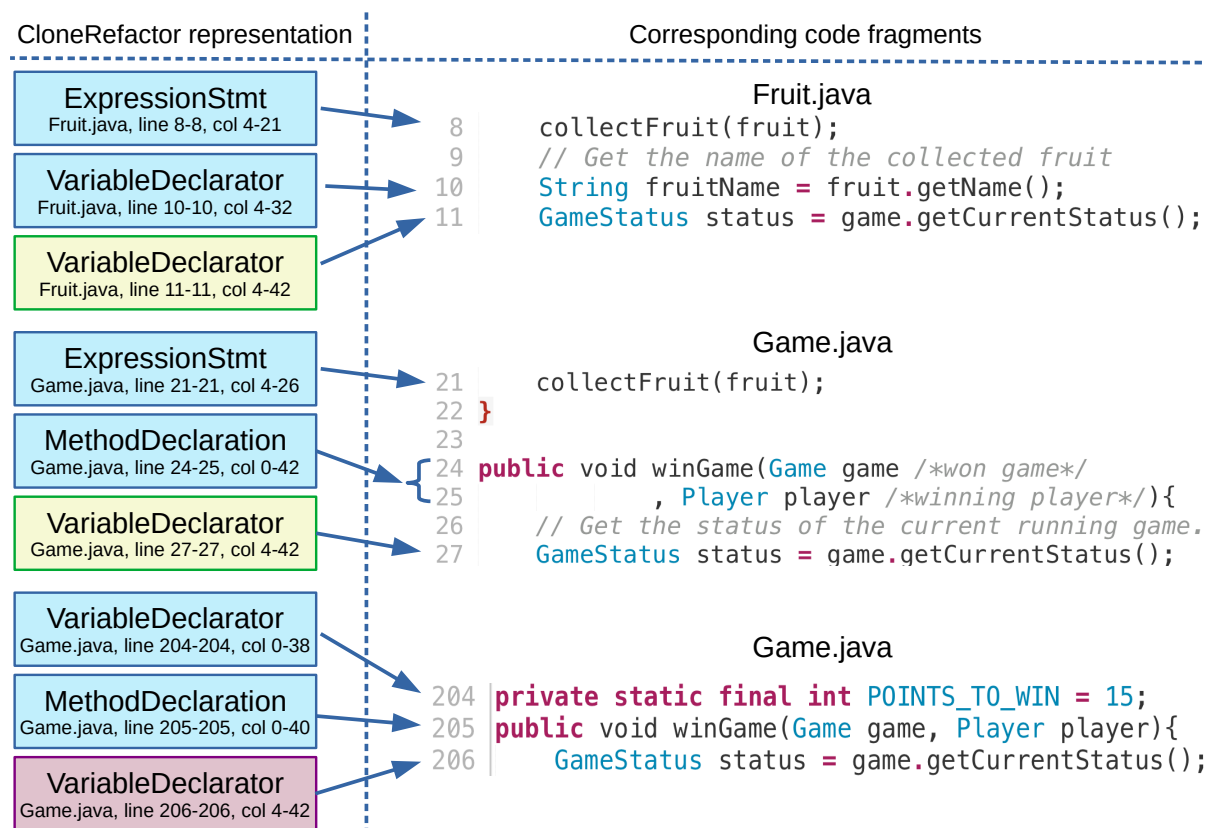 CloneRefactor representation
Corresponding code fragments
ExpressionStmt
Fruit.java, line 8-8, col 4-21
VariableDeclarator
Fruit.java, line 10-10, col 4-32
VariableDeclarator
Fruit.java, line 11-11, col 4-42
Fruit.java
8 collectFruit(fruit);
9 // Get the name of the collected fruit
10 String fruitName = fruit.getName();
11 GameStatus status = game.getCurrentStatus();
ExpressionStmt
Game.java, line 21-21, col 4-26
MethodDeclaration
Game.java, line 24-25, col 0-42
VariableDeclarator
Game.java, line 27-27, col 4-42
Game.java
21 collectFruit(fruit);
22 }
23
24 public void winGame(Game game /*won game*/
25 , Player player /*winning player*/){
26 // Get the status of the current running game.
27 GameStatus status = game.getCurrentStatus();
VariableDeclarator
Game.java, line 204-204, col 0-38
MethodDeclaration
Game.java, line 205-205, col 0-40
VariableDeclarator
Game.java, line 206-206, col 4-42
Game.java
204 private static final int POINTS_TO_WIN = 15;
205 public void winGame(Game game, Player player){
206 GameStatus status = game.getCurrentStatus();